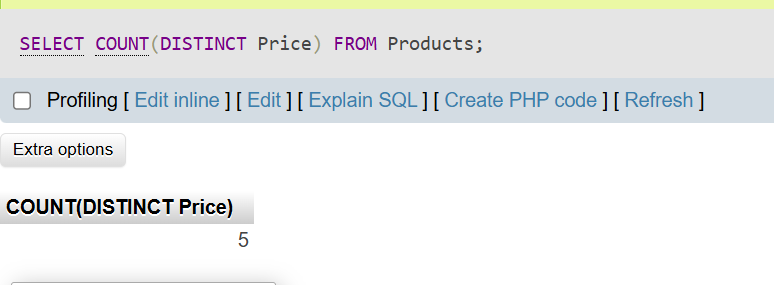 SELECT COUNT(DISTINCT Price) FROM Products;
Profiling [ Edit inline ] [ Edit ] [ Explain SQL ] [ Create PHP code ] [ Refresh ]
Extra options
COUNT(DISTINCT Price)
5